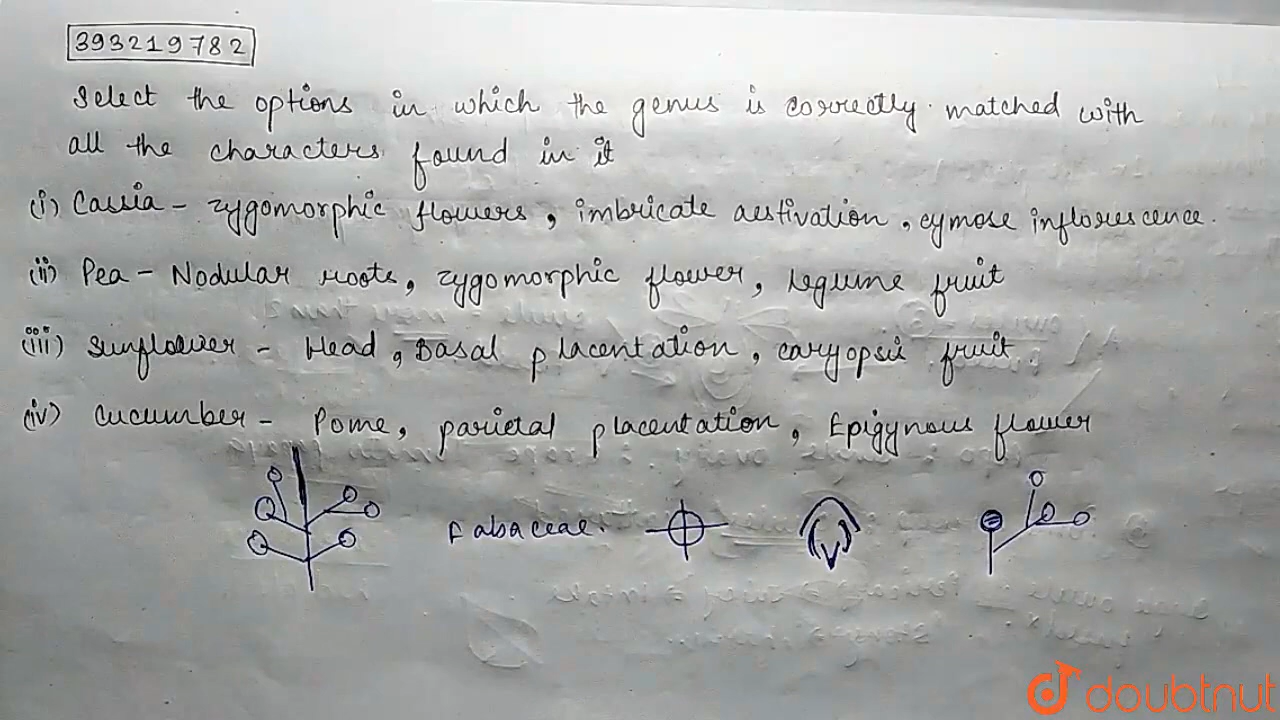 393219782
Select the options in which the genus is correctly matched with
all the characters found in it
(i) Cassia - zygomorphic flowers, imbricate aestivation, cymose inflorescence.
(ii) Pea - Nodular roots, zygomorphic flower, legume fruit
(iii) Sunflower - Head, Basal placentation, caryopsis fruit
(iv) Cucumber - Pome, parietal placentation, Epigynous flower
Fabaceae.
doubtnut